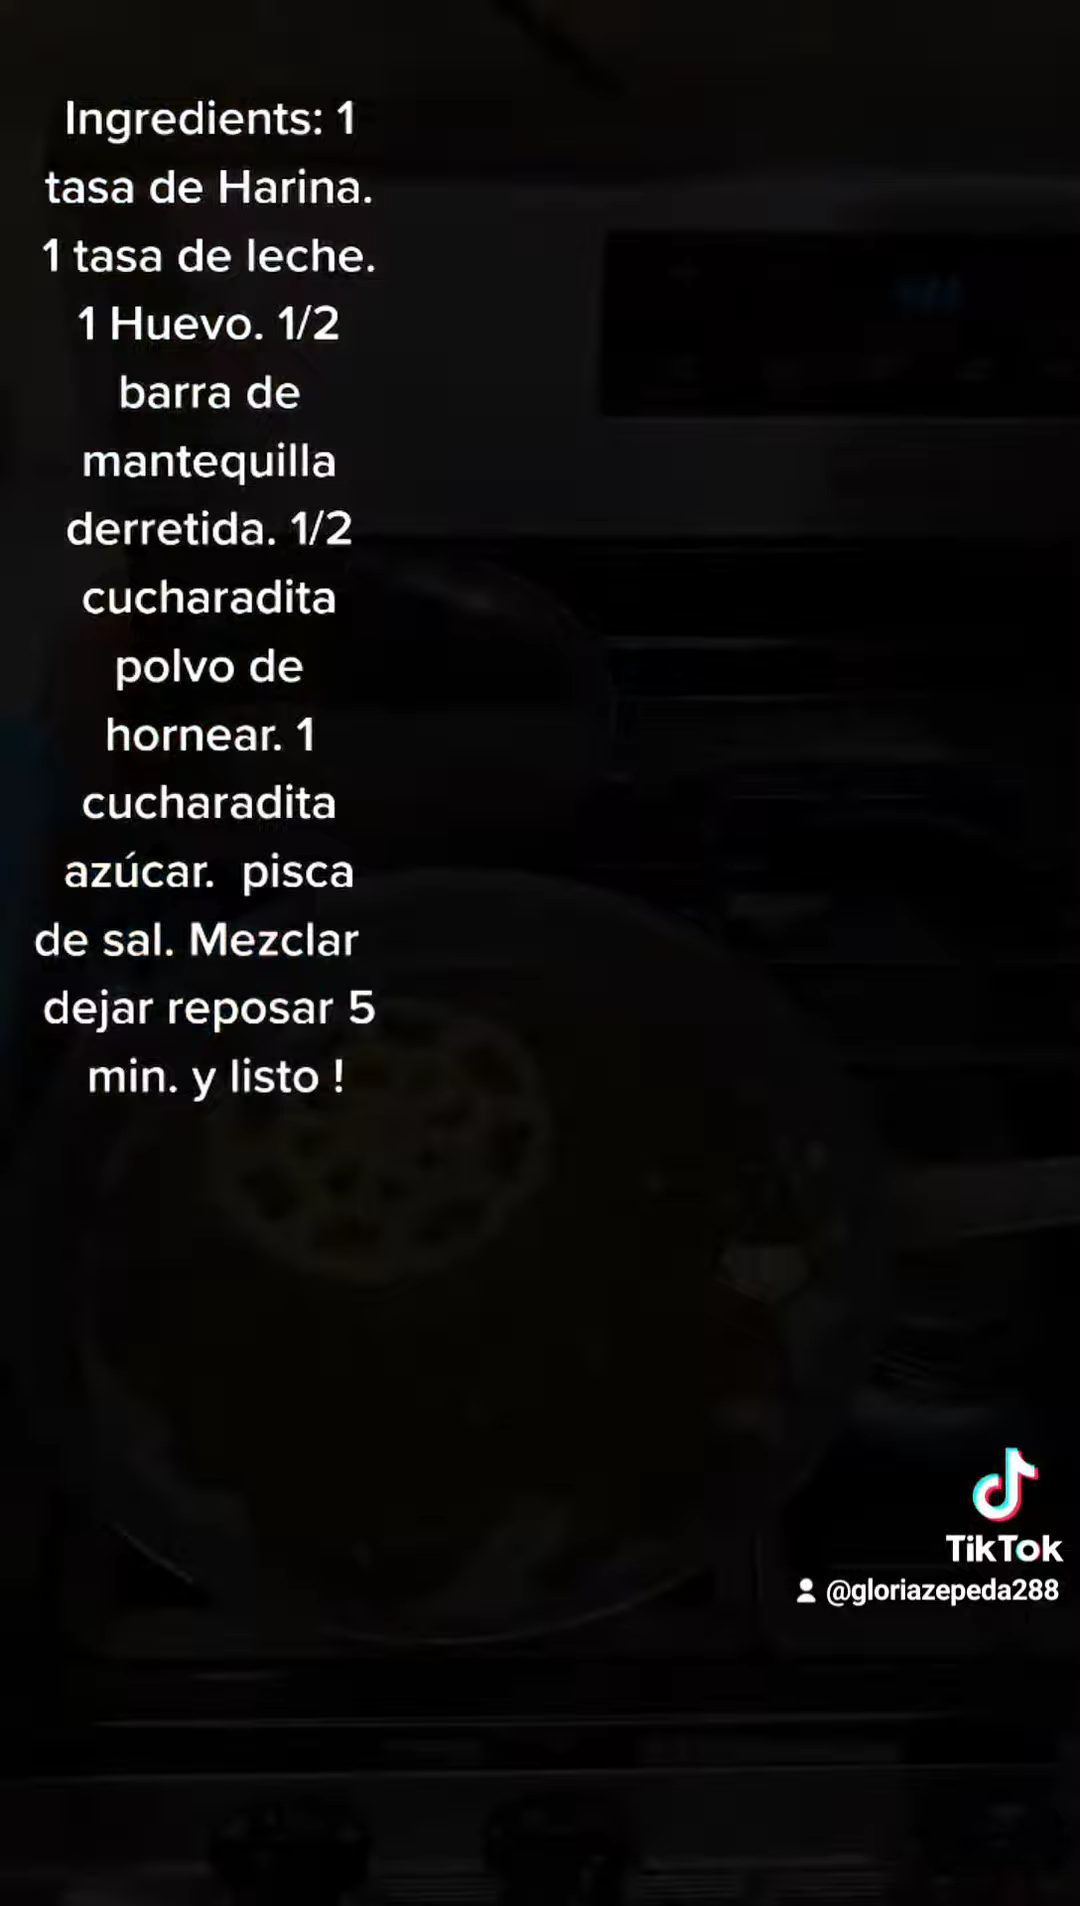 Ingredients: 1
tasa de Harina.
1 tasa de leche.
1 Huevo. 1/2
barra de
mantequilla
derretida. 1/2
cucharadita
polvo de
hornear. 1
cucharadita
azúcar.  pisca
de sal. Mezclar
dejar reposar 5
min. y listo !
TikTok
@gloriazepeda288